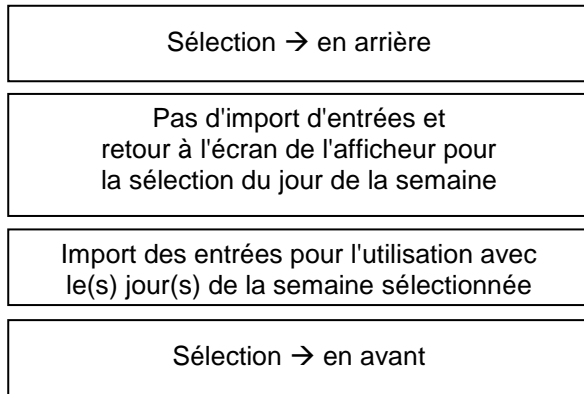 Sélection → en arrière
Pas d'import d'entrées et
retour à l'écran de l'afficheur pour
la sélection du jour de la semaine
Import des entrées pour l'utilisation avec
le(s) jour(s) de la semaine sélectionnée
Sélection → en avant